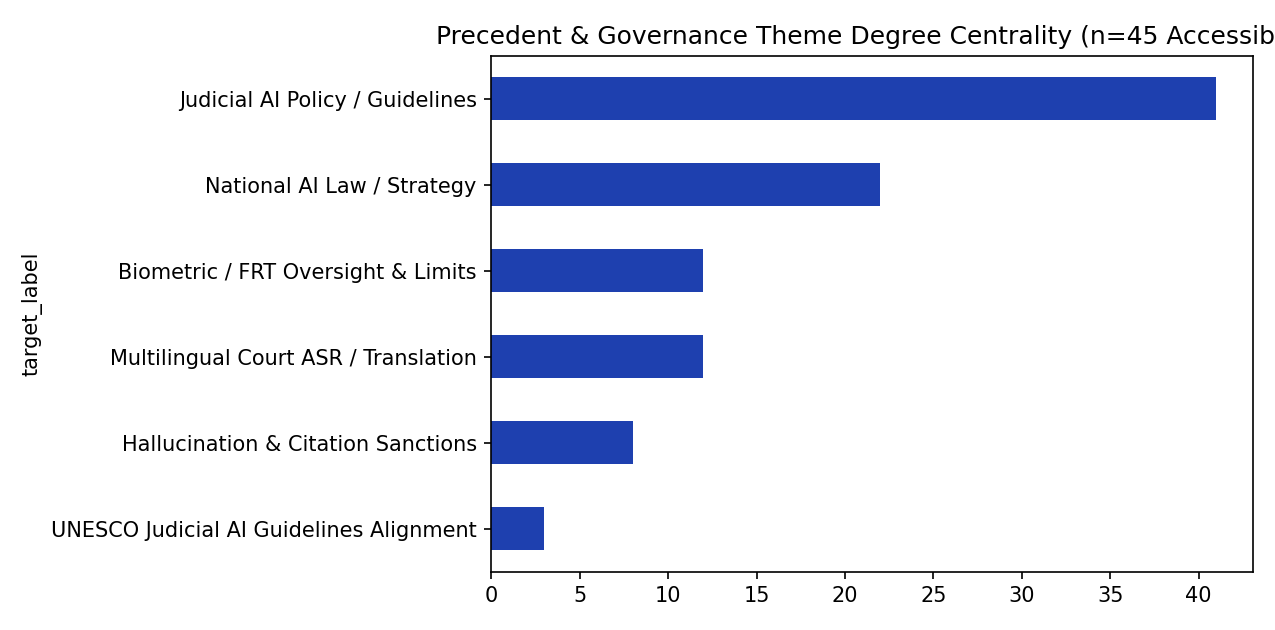 Precedent & Governance Theme Degree Centrality (n=45 Accessib
Judicial AI Policy / Guidelines
National AI Law / Strategy
Biometric / FRT Oversight & Limits
Multilingual Court ASR / Translation
Hallucination & Citation Sanctions
UNESCO Judicial AI Guidelines Alignment
target_label
0 5 10 15 20 25 30 35 40